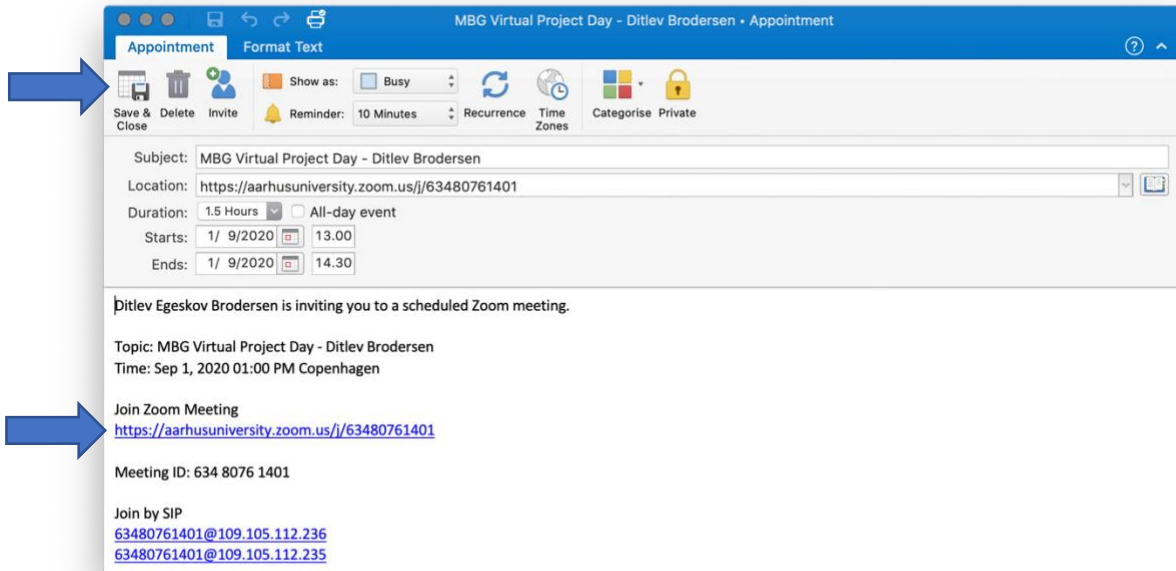 MBG Virtual Project Day - Ditlev Brodersen • Appointment
Appointment Format Text
Save & Close Delete Invite Show as: Busy Recurrence Time Zones Categorise Private
Reminder: 10 Minutes
Subject: MBG Virtual Project Day - Ditlev Brodersen
Location: https://aarhusuniversity.zoom.us/j/63480761401
Duration: 1.5 Hours All-day event
Starts: 1/ 9/2020 13.00
Ends: 1/ 9/2020 14.30
Ditlev Egeskov Brodersen is inviting you to a scheduled Zoom meeting.
Topic: MBG Virtual Project Day - Ditlev Brodersen
Time: Sep 1, 2020 01:00 PM Copenhagen
Join Zoom Meeting
https://aarhusuniversity.zoom.us/j/63480761401
Meeting ID: 634 8076 1401
Join by SIP
63480761401@109.105.112.236
63480761401@109.105.112.235